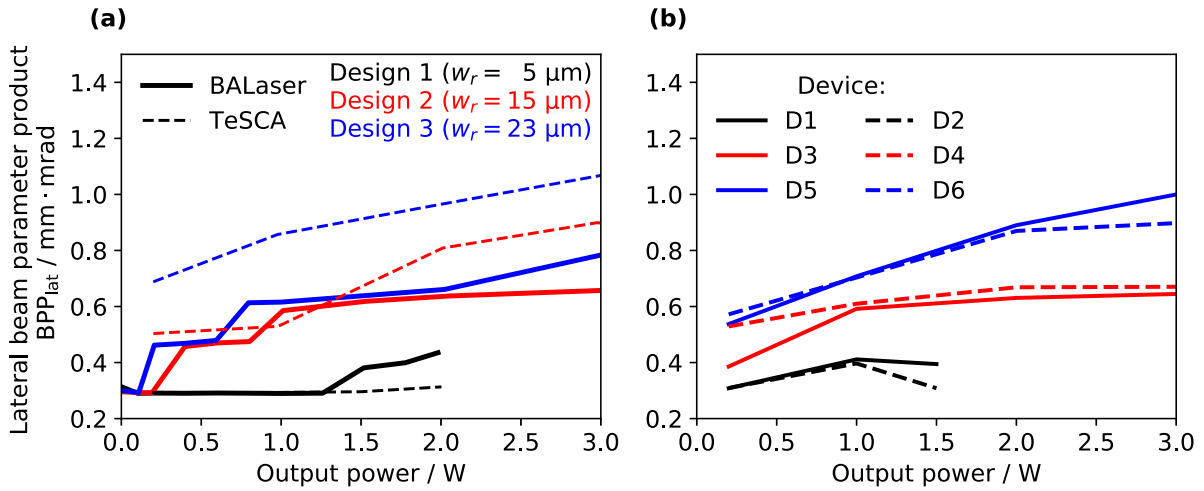 (a)
(b)
Lateral beam parameter product
BPP_lat / mm · mrad
1.4
1.2
1.0
0.8
0.6
0.4
0.2
BALaser
TeSCA
Design 1 (w_r = 5 μm)
Design 2 (w_r = 15 μm)
Design 3 (w_r = 23 μm)
0.0 0.5 1.0 1.5 2.0 2.5 3.0
Output power / W
1.4
1.2
1.0
0.8
0.6
0.4
0.2
Device:
D1 D2
D3 D4
D5 D6
0.0 0.5 1.0 1.5 2.0 2.5 3.0
Output power / W